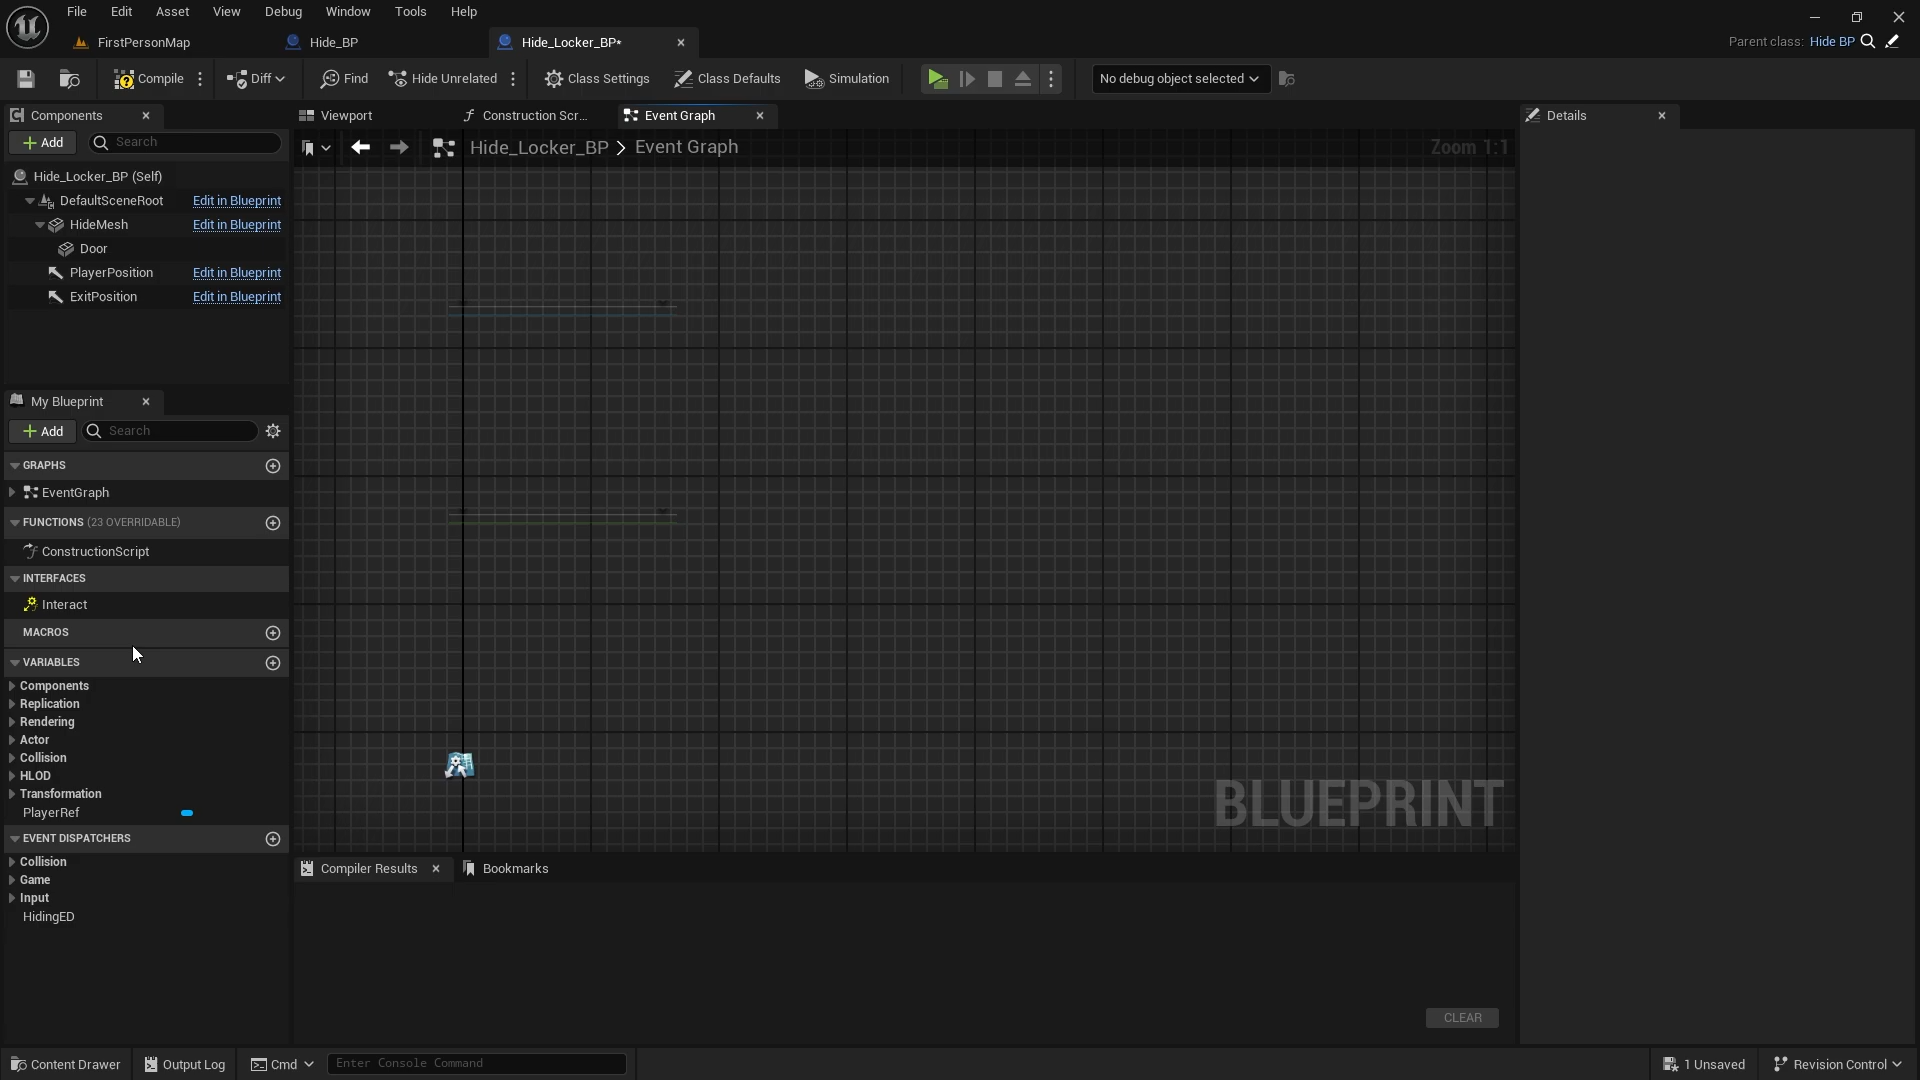 File Edit Asset View Debug Window Tools Help
FirstPersonMap Hide_BP Hide_Locker_BP*
Parent class: Hide BP
Compile Diff Find Hide Unrelated Class Settings Class Defaults Simulation No debug object selected
Components
Viewport Construction Scr... Event Graph
Details
Add Search
Hide_Locker_BP > Event Graph
Zoom 1:1
Hide_Locker_BP (Self)
DefaultSceneRoot Edit in Blueprint
HideMesh Edit in Blueprint
Door
PlayerPosition Edit in Blueprint
ExitPosition Edit in Blueprint
My Blueprint
Add Search
GRAPHS
EventGraph
FUNCTIONS (23 OVERRIDABLE)
ConstructionScript
INTERFACES
Interact
MACROS
VARIABLES
Components
Replication
Rendering
Actor
Collision
HLOD
Transformation
PlayerRef
EVENT DISPATCHERS
Collision
Game
Input
HidingED
BLUEPRINT
Compiler Results Bookmarks
CLEAR
Content Drawer Output Log Cmd Enter Console Command 1 Unsaved Revision Control